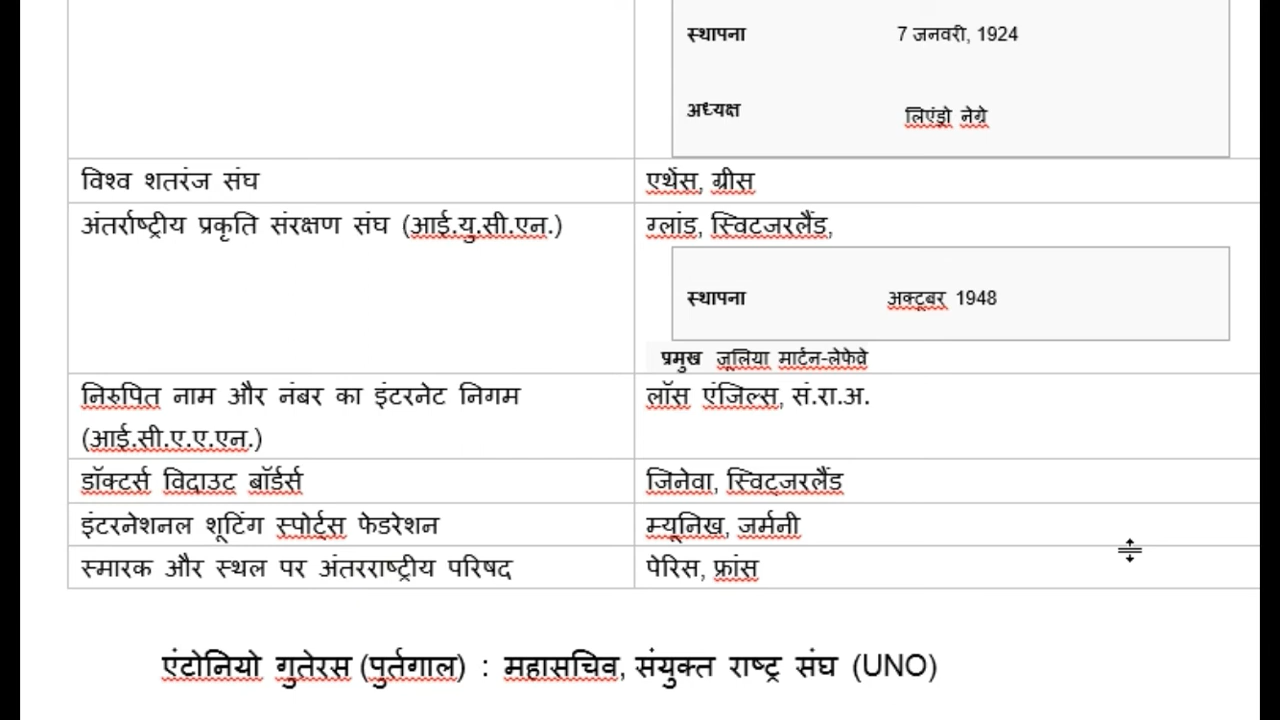 स्थापना 7 जनवरी, 1924
अध्यक्ष लिएंड्रो नेग्रे
विश्व शतरंज संघ एथेंस, ग्रीस
अंतर्राष्ट्रीय प्रकृति संरक्षण संघ (आई.यु.सी.एन.) ग्लांड, स्विटजरलैंड,
स्थापना अक्टूबर 1948
प्रमुख जूलिया मार्टन-लेफेवे
निरुपित नाम और नंबर का इंटरनेट निगम लॉस एंजिल्स, सं.रा.अ.
(आई.सी.ए.ए.एन.)
डॉक्टर्स विदाउट बॉर्डर्स जिनेवा, स्विट्जरलैंड
इंटरनेशनल शूटिंग स्पोर्ट्स फेडरेशन म्यूनिख, जर्मनी
स्मारक और स्थल पर अंतरराष्ट्रीय परिषद पेरिस, फ्रांस
एंटोनियो गुतेरस (पुर्तगाल) : महासचिव, संयुक्त राष्ट्र संघ (UNO)